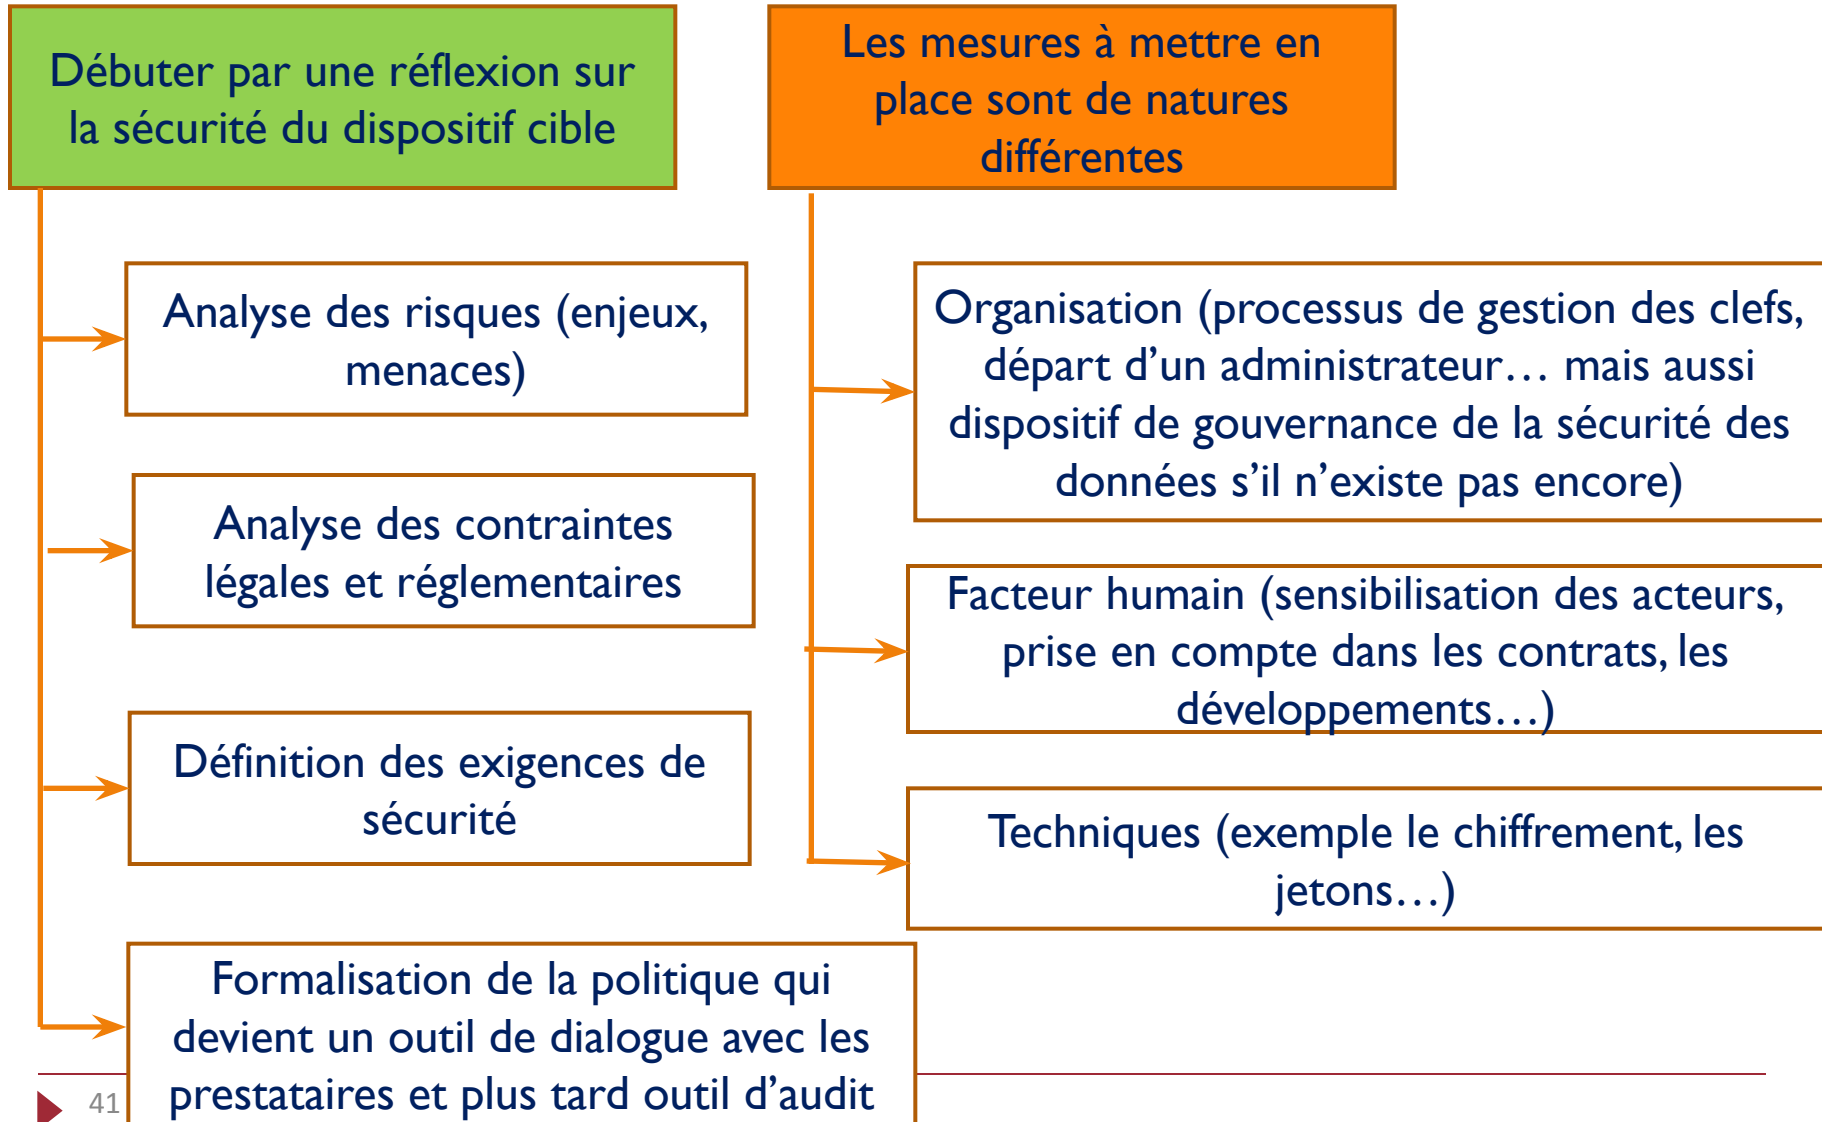 Débuter par une réflexion sur
la sécurité du dispositif cible
Analyse des risques (enjeux,
menaces)
Analyse des contraintes
légales et réglementaires
Définition des exigences de
sécurité
Formalisation de la politique qui
devient un outil de dialogue avec les
prestataires et plus tard outil d'audit
Les mesures à mettre en
place sont de natures
différentes
Organisation (processus de gestion des clefs,
départ d’un administrateur… mais aussi
dispositif de gouvernance de la sécurité des
données s’il n’existe pas encore)
Facteur humain (sensibilisation des acteurs,
prise en compte dans les contrats, les
développements…)
Techniques (exemple le chiffrement, les
jetons…)
41